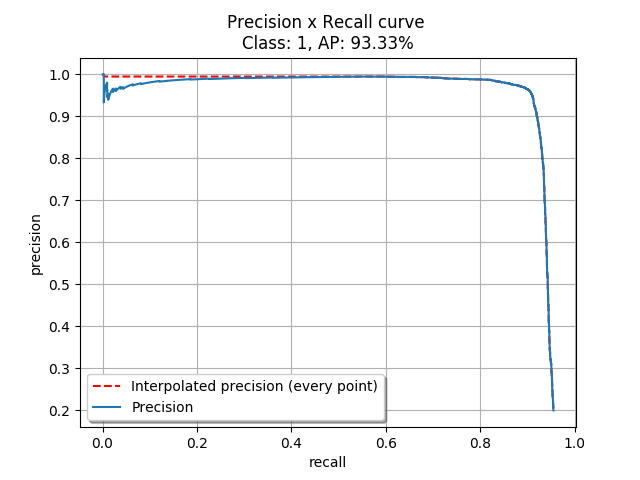 Precision x Recall curve
Class: 1, AP: 93.33%
1.0
0.9
0.8
0.7
0.6
0.5
0.4
0.3
0.2
precision
Interpolated precision (every point)
Precision
0.0 0.2 0.4 0.6 0.8 1.0
recall